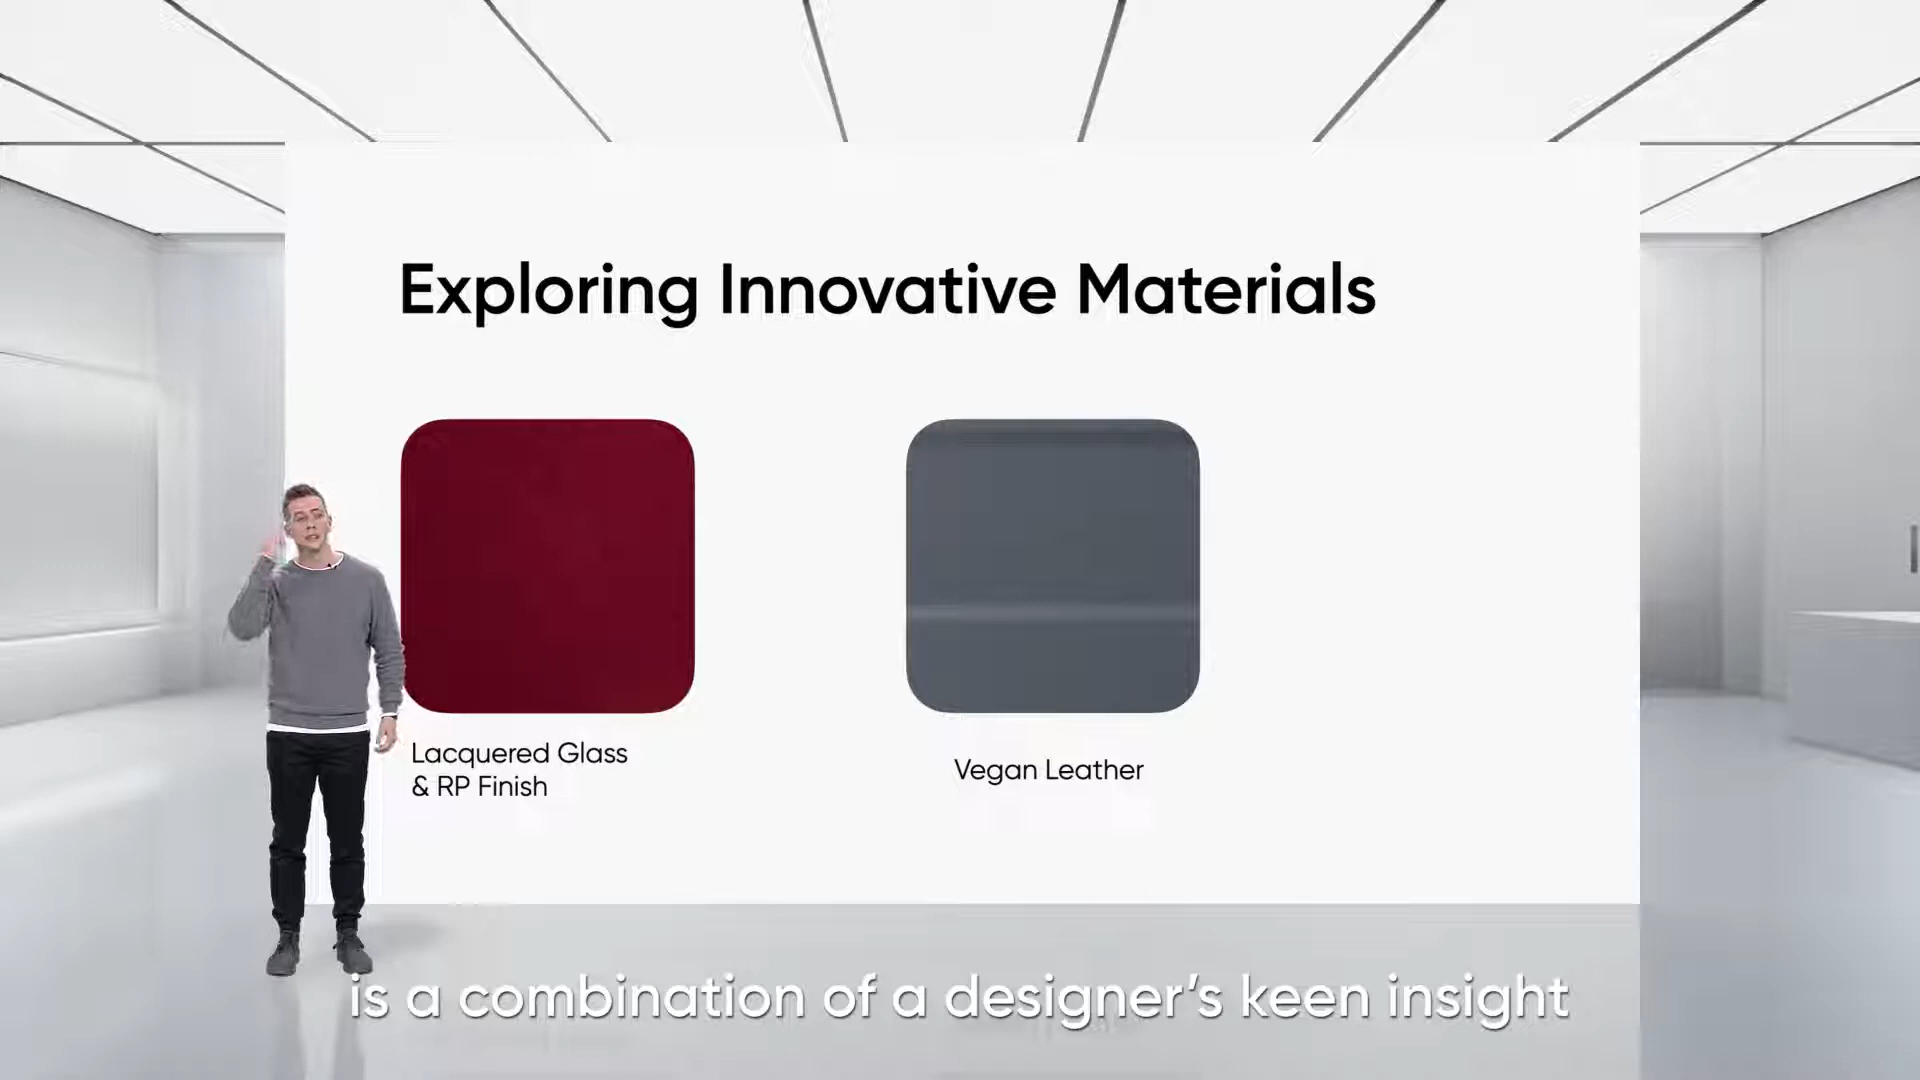 Exploring Innovative Materials
Lacquered Glass
& RP Finish
Vegan Leather
is a combination of a designer’s keen insight